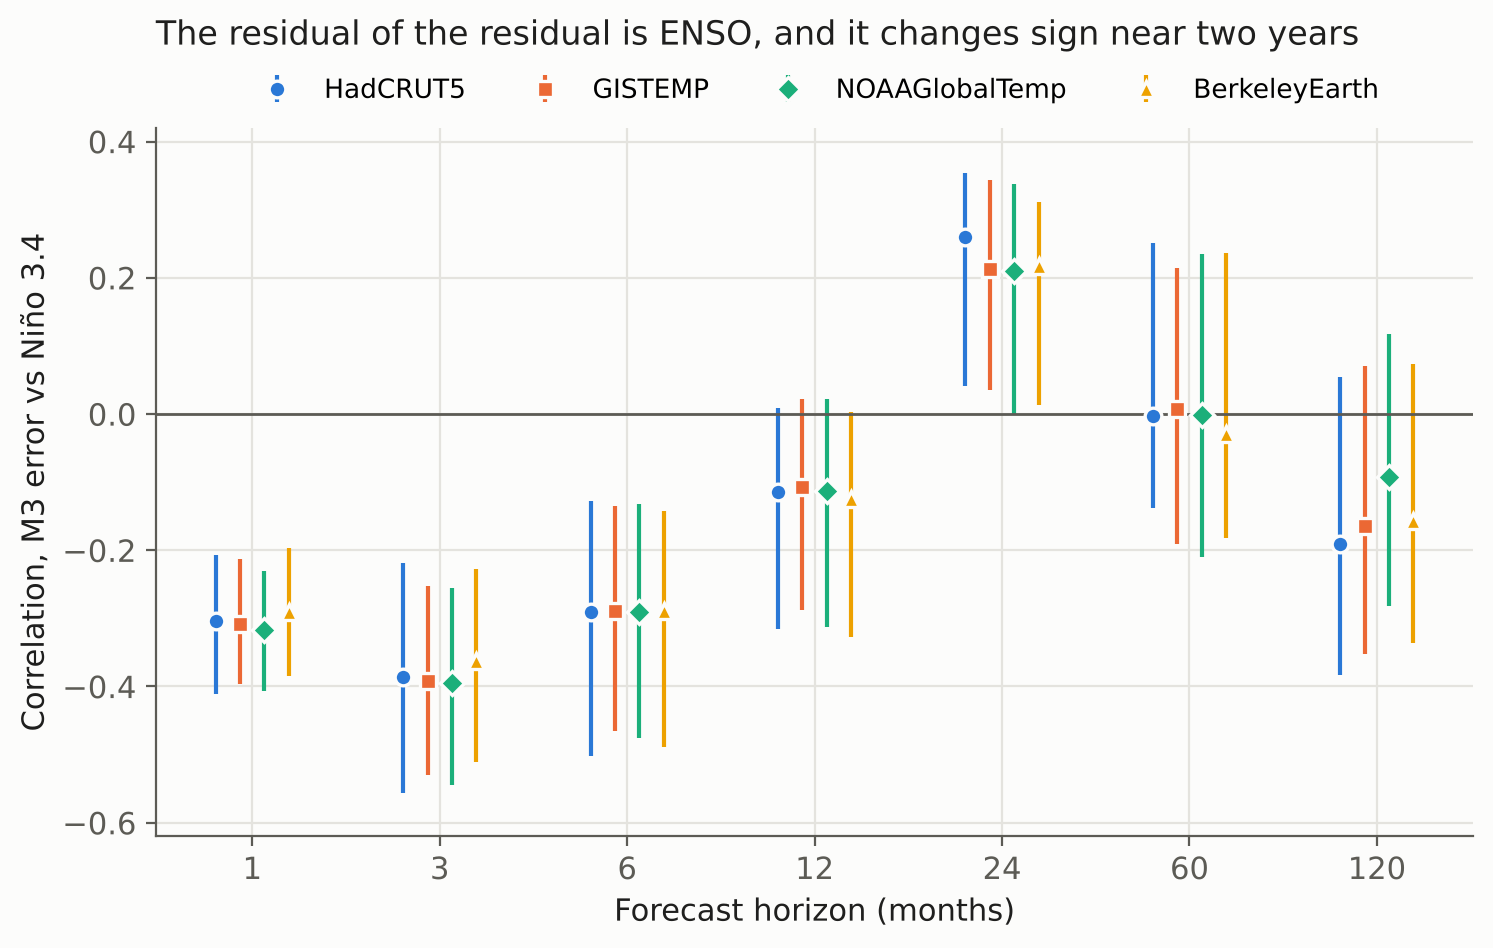 The residual of the residual is ENSO, and it changes sign near two years
HadCRUT5 GISTEMP NOAAGlobalTemp BerkeleyEarth
0.4
0.2
0.0
−0.2
−0.4
−0.6
Correlation, M3 error vs Niño 3.4
1 3 6 12 24 60 120
Forecast horizon (months)